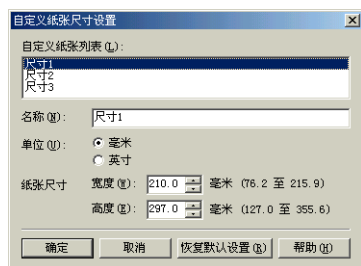 自定义纸张尺寸设置
自定义纸张列表(L):
尺寸1
尺寸2
尺寸3
名称(N): 尺寸1
单位(U): 毫米
英寸
纸张尺寸 宽度(W): 210.0 毫米 (76.2 至 215.9)
高度(E): 297.0 毫米 (127.0 至 355.6)
确定 取消 恢复默认设置(R) 帮助(H)